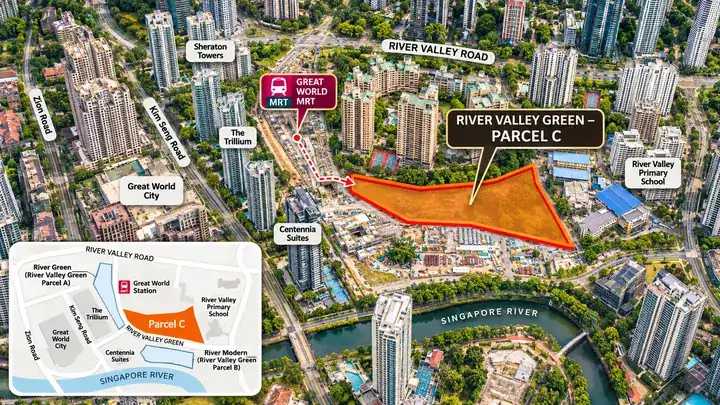 Sheraton
Towers
RIVER VALLEY ROAD
Zion Road
Kim Seng Road
MRT
GREAT
WORLD
MRT
RIVER VALLEY GREEN –
PARCEL C
The
Trillium
River Valley
Primary
School
Great World
City
Centennia
Suites
SINGAPORE RIVER
RIVER VALLEY ROAD
River Green
(River Valley Green
Parcel A)
Great World
Station
The
Trillium
Kim Seng Road
Parcel C
River Valley
Primary
School
Great
World
City
RIVER VALLEY GREEN
Zion Road
Centennia
Suites
River Modern
(River Valley Green
Parcel B)
SINGAPORE RIVER